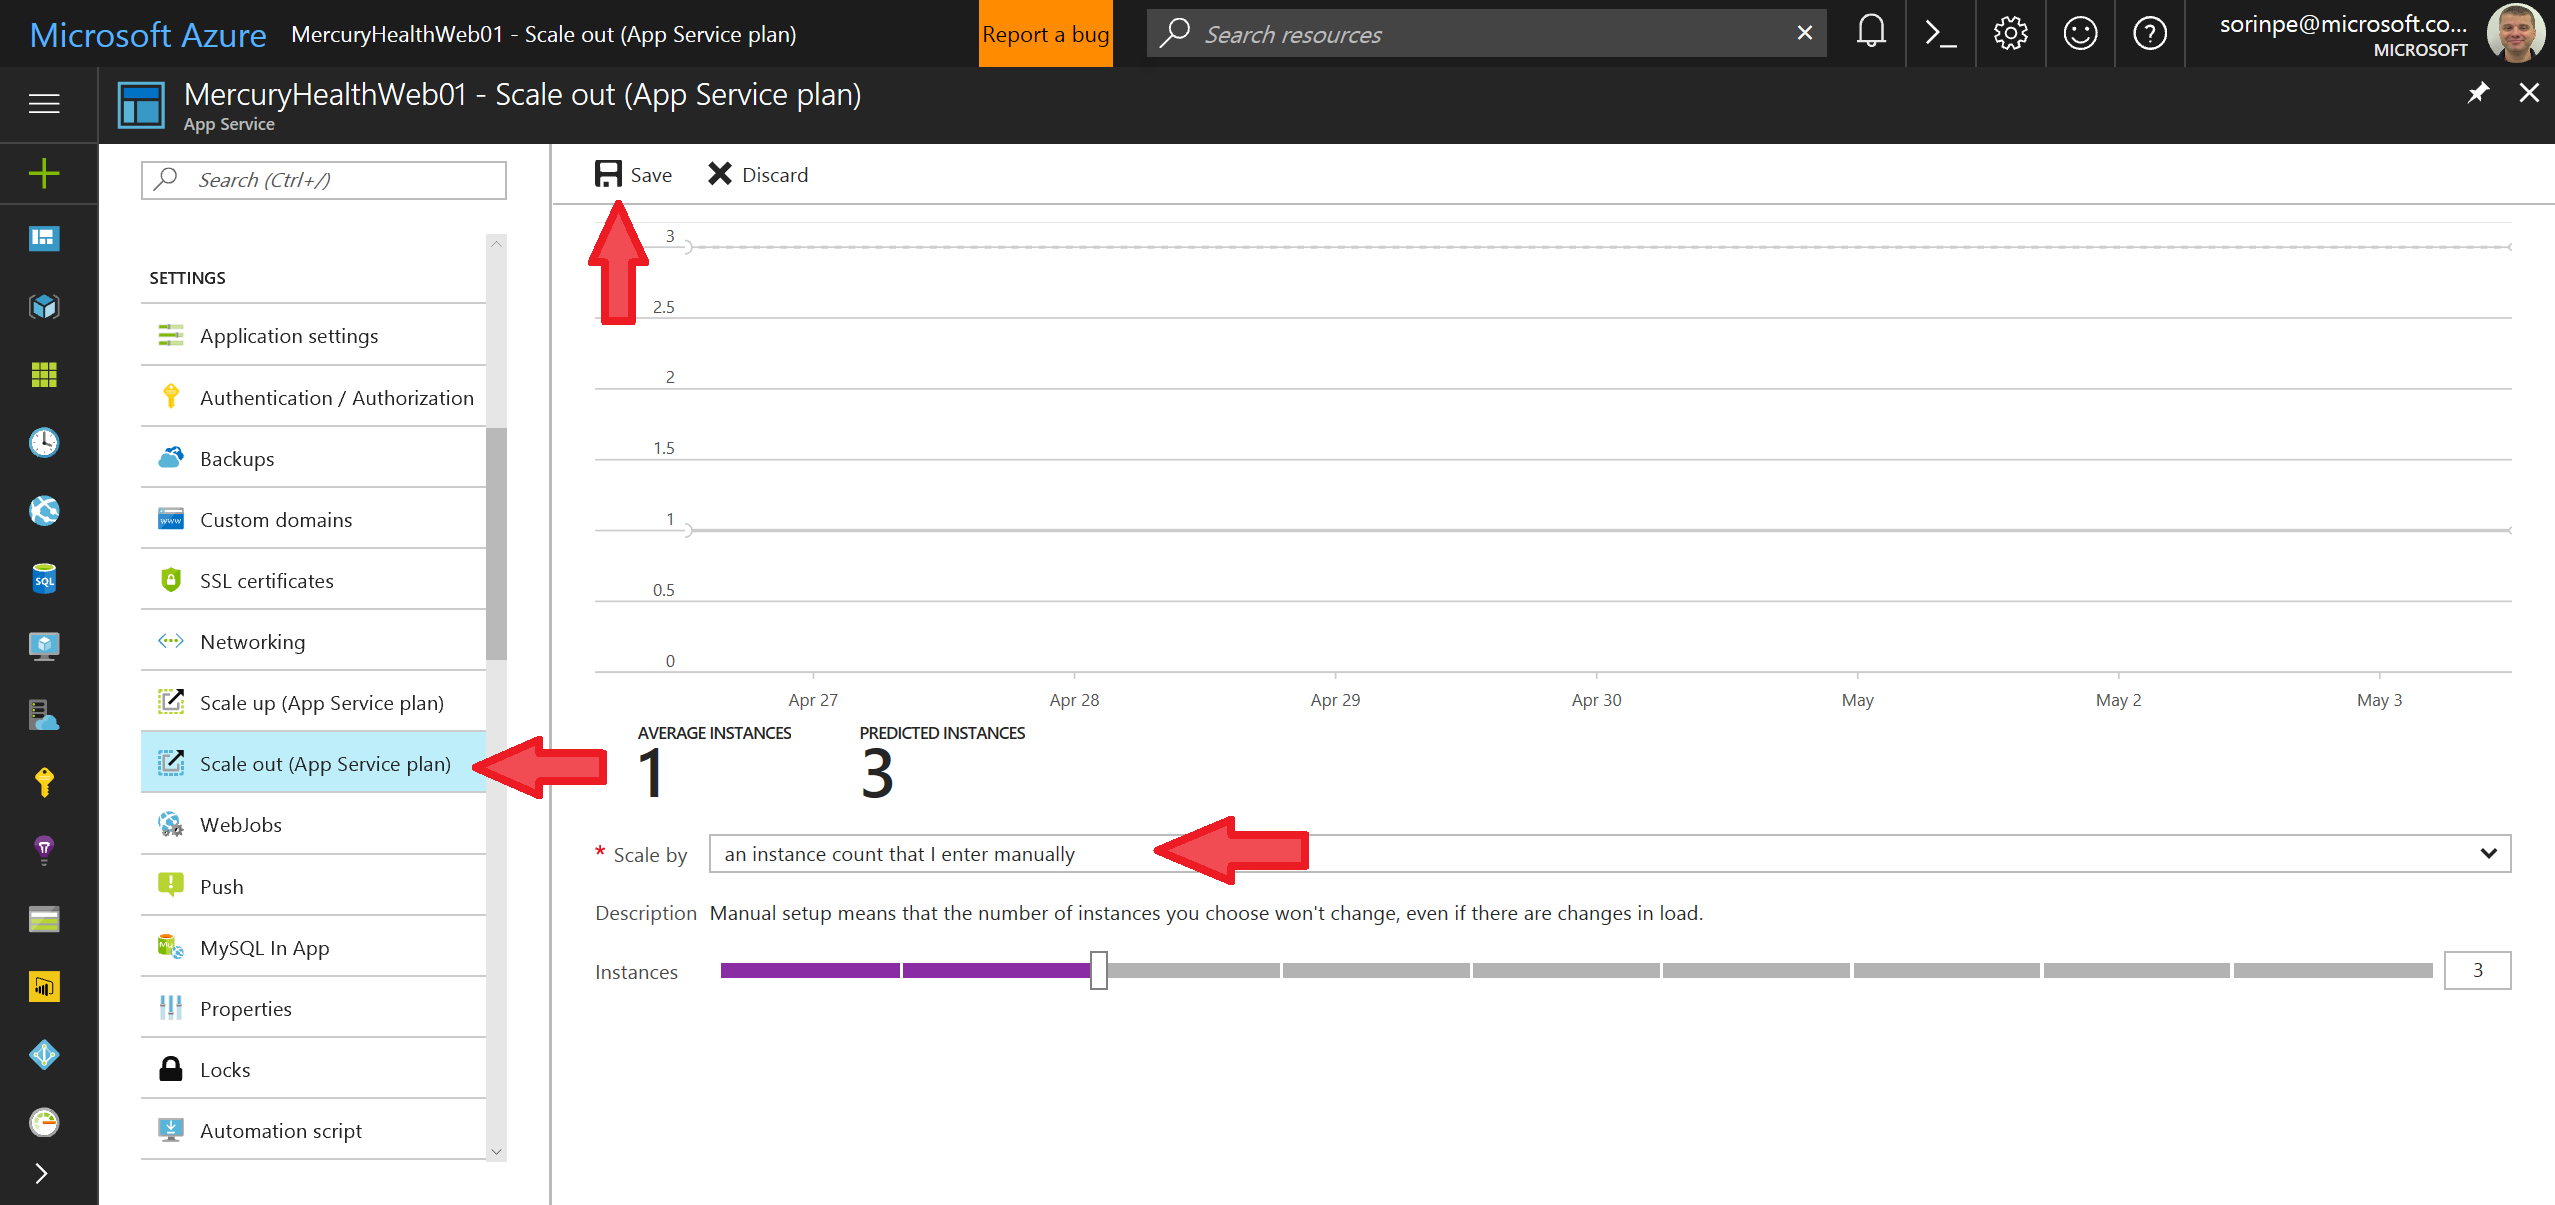 Microsoft Azure MercuryHealthWeb01 - Scale out (App Service plan) Report a bug Search resources sorinpe@microsoft.co...
MICROSOFT
MercuryHealthWeb01 - Scale out (App Service plan)
App Service
Search (Ctrl+/)
SETTINGS
Application settings
Authentication / Authorization
Backups
www
Custom domains
SSL certificates
Networking
Scale up (App Service plan)
Scale out (App Service plan)
WebJobs
Push
MySQL In App
Properties
Locks
Automation script
SQL
Save Discard
3
2.5
2
1.5
1
0.5
0
Apr 27 Apr 28 Apr 29 Apr 30 May May 2 May 3
AVERAGE INSTANCES PREDICTED INSTANCES
1 3
* Scale by an instance count that I enter manually
Description Manual setup means that the number of instances you choose won't change, even if there are changes in load.
Instances 3